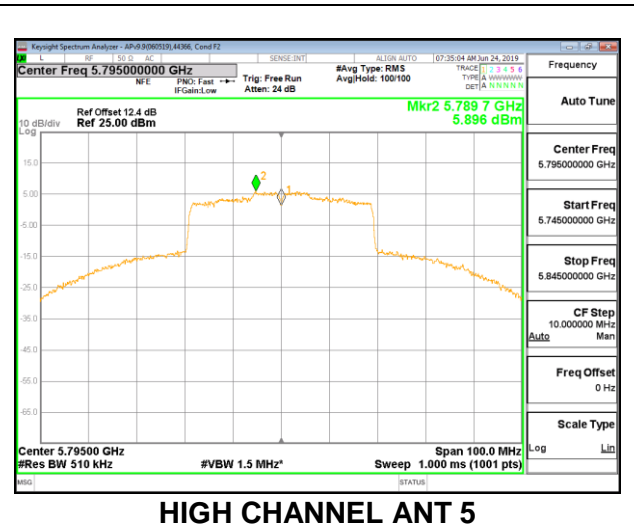 Keysight Spectrum Analyzer - APv9.9(060519),44366, Cond F2
L RF 50 Ω AC SENSE:INT ALIGN AUTO 07:35:04 AM Jun 24, 2019
Center Freq 5.795000000 GHz
NFE PNO: Fast IFGain:Low
Trig: Free Run
Atten: 24 dB
#Avg Type: RMS
Avg|Hold: 100/100
TRACE 1 2 3 4 5 6
TYPE A WWWWW
DET A N N N N N
Ref Offset 12.4 dB
Ref 25.00 dBm
10 dB/div
Log
Mkr2 5.789 7 GHz
5.896 dBm
15.0
5.00
-5.00
-15.0
-25.0
-35.0
-45.0
-55.0
-65.0
2
1
Center 5.79500 GHz Span 100.0 MHz
#Res BW 510 kHz #VBW 1.5 MHz* Sweep 1.000 ms (1001 pts)
MSG STATUS
Frequency
Auto Tune
Center Freq
5.795000000 GHz
Start Freq
5.745000000 GHz
Stop Freq
5.845000000 GHz
CF Step
10.000000 MHz
Auto Man
Freq Offset
0 Hz
Scale Type
Log Lin
HIGH CHANNEL ANT 5